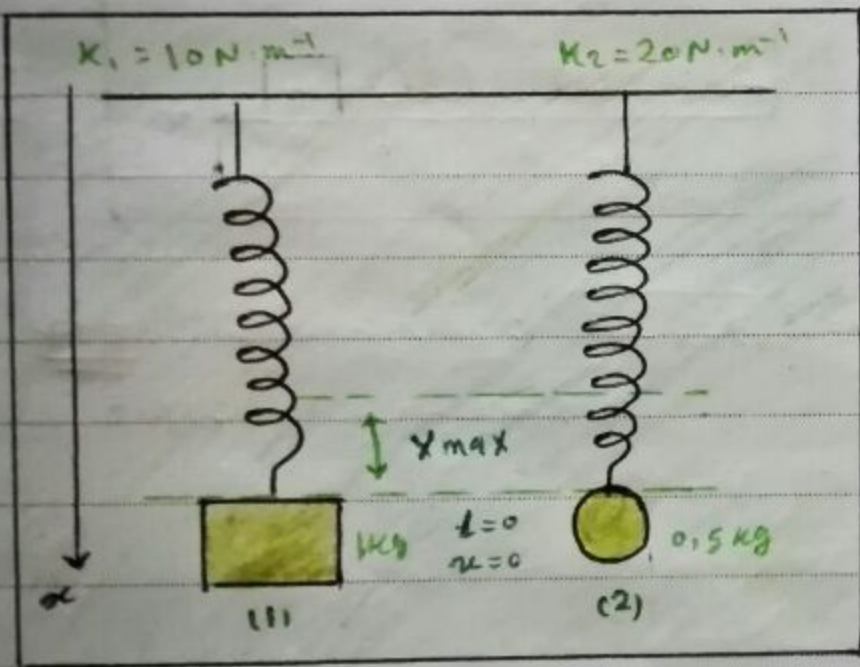 K₁ = 10 N·m⁻¹
K₂ = 20 N·m⁻¹
Xmax
t=0
x=0
1kg
0,5 kg
x
(1)
(2)